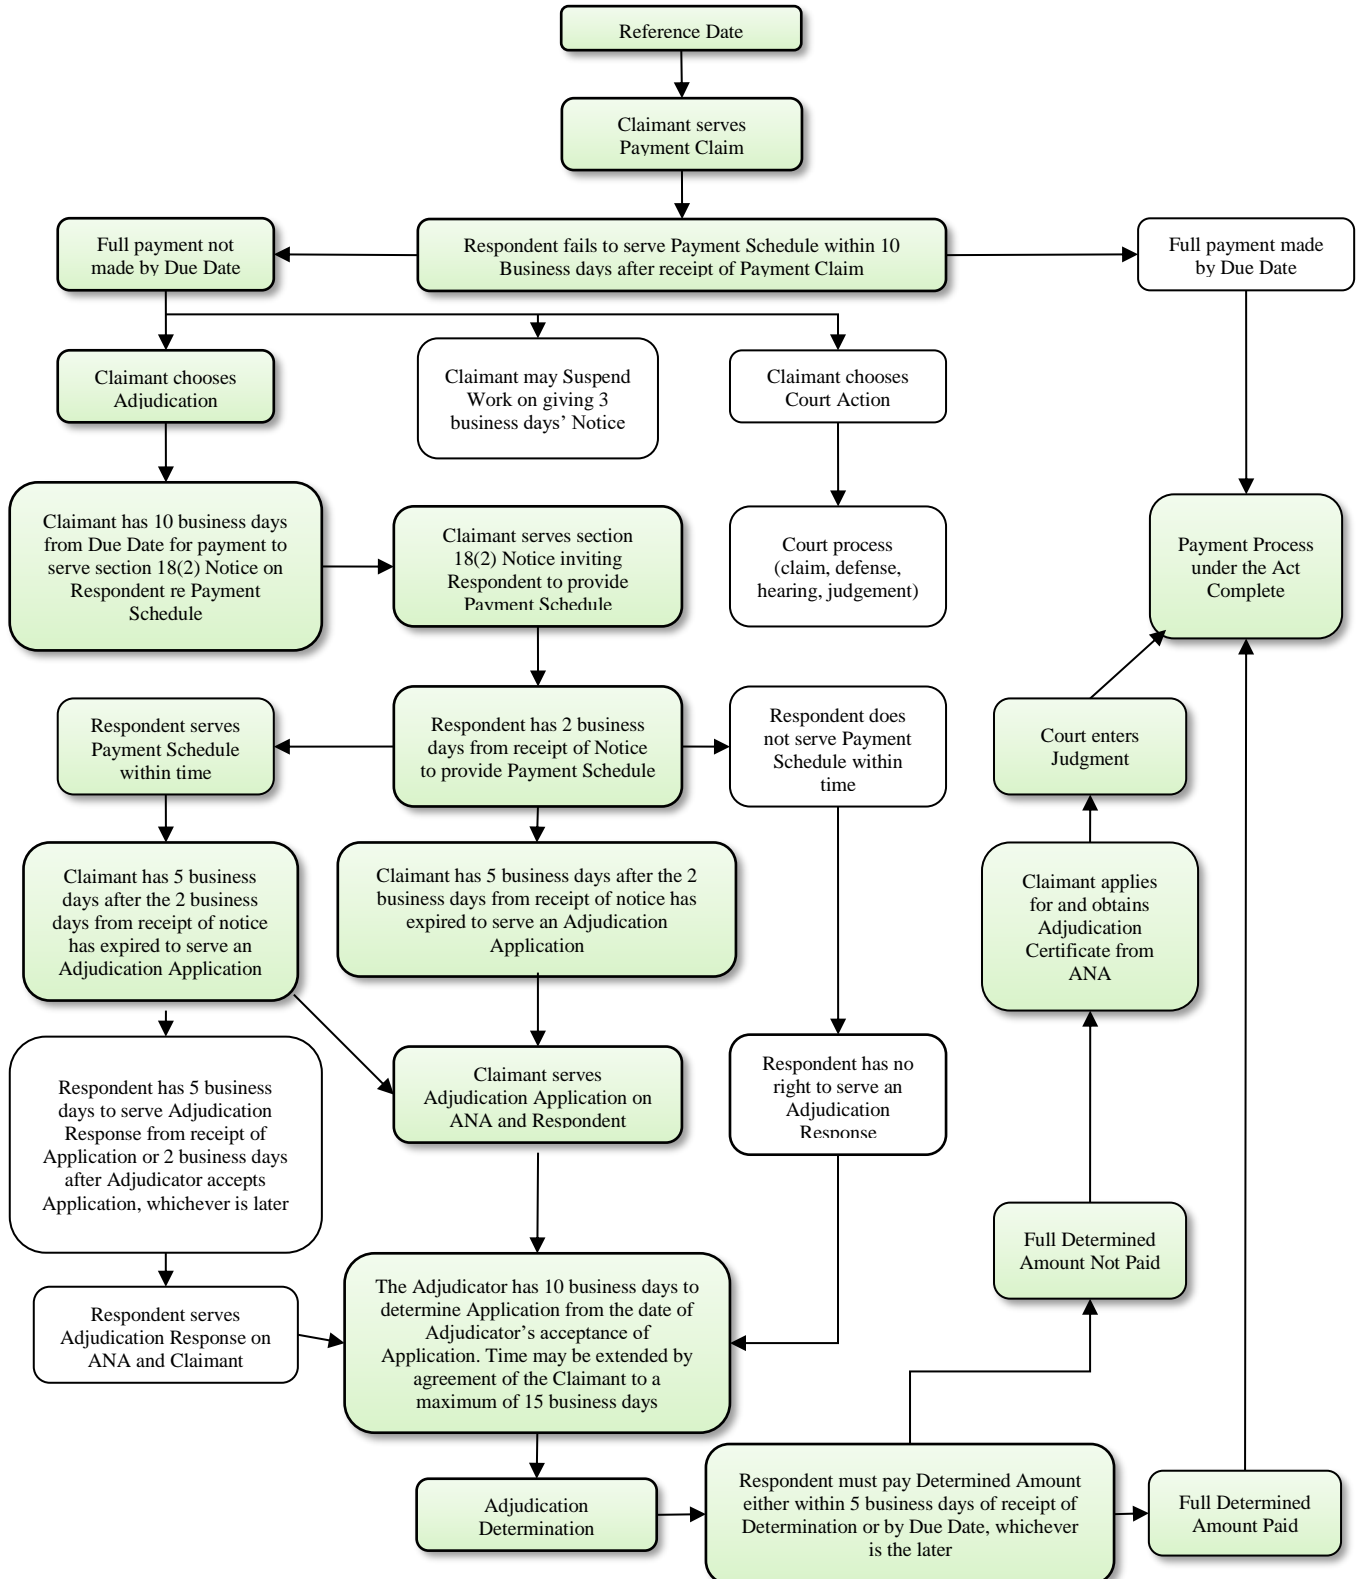 Reference Date
Claimant serves
Payment Claim
Full payment not
made by Due Date
Respondent fails to serve Payment Schedule within 10
Business days after receipt of Payment Claim
Full payment made
by Due Date
Claimant chooses
Adjudication
Claimant may Suspend
Work on giving 3
business days’ Notice
Claimant chooses
Court Action
Claimant has 10 business days
from Due Date for payment to
serve section 18(2) Notice on
Respondent re Payment
Schedule
Claimant serves section
18(2) Notice inviting
Respondent to provide
Payment Schedule
Court process
(claim, defense,
hearing, judgement)
Payment Process
under the Act
Complete
Respondent serves
Payment Schedule
within time
Respondent has 2 business
days from receipt of Notice
to provide Payment Schedule
Respondent does
not serve Payment
Schedule within
time
Court enters
Judgment
Claimant has 5 business
days after the 2 business
days from receipt of notice
has expired to serve an
Adjudication Application
Claimant has 5 business days after the 2
business days from receipt of notice has
expired to serve an Adjudication
Application
Claimant applies
for and obtains
Adjudication
Certificate from
ANA
Respondent has 5 business
days to serve Adjudication
Response from receipt of
Application or 2 business days
after Adjudicator accepts
Application, whichever is later
Claimant serves
Adjudication Application on
ANA and Respondent
Respondent has no
right to serve an
Adjudication
Response
Full Determined
Amount Not Paid
Respondent serves
Adjudication Response on
ANA and Claimant
The Adjudicator has 10 business days to
determine Application from the date of
Adjudicator’s acceptance of
Application. Time may be extended by
agreement of the Claimant to a
maximum of 15 business days
Adjudication
Determination
Respondent must pay Determined Amount
either within 5 business days of receipt of
Determination or by Due Date, whichever
is the later
Full Determined
Amount Paid